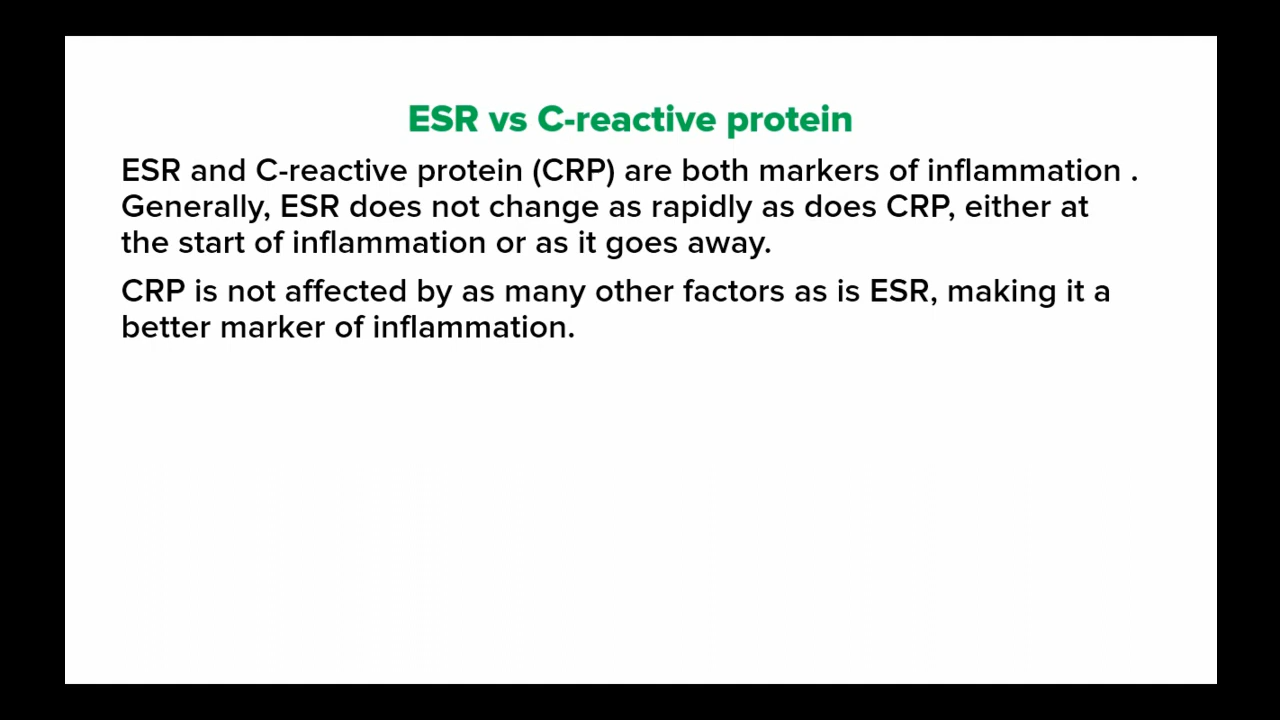 ESR vs C-reactive protein
ESR and C-reactive protein (CRP) are both markers of inflammation .
Generally, ESR does not change as rapidly as does CRP, either at
the start of inflammation or as it goes away.
CRP is not affected by as many other factors as is ESR, making it a
better marker of inflammation.